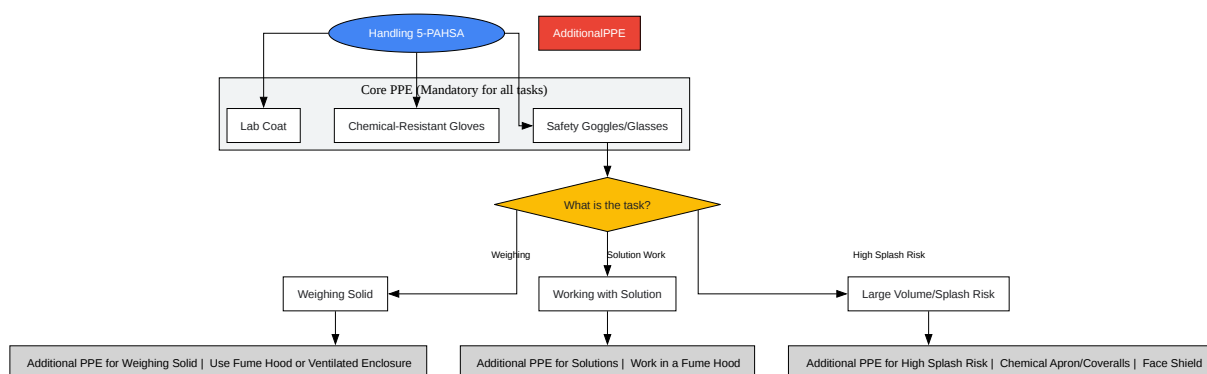 Handling 5-PAHSA
AdditionalPPE
Core PPE (Mandatory for all tasks)
Lab Coat
Chemical-Resistant Gloves
Safety Goggles/Glasses
What is the task?
Weighing
Solution Work
High Splash Risk
Weighing Solid
Working with Solution
Large Volume/Splash Risk
Additional PPE for Weighing Solid | Use Fume Hood or Ventilated Enclosure
Additional PPE for Solutions | Work in a Fume Hood
Additional PPE for High Splash Risk | Chemical Apron/Coveralls | Face Shield